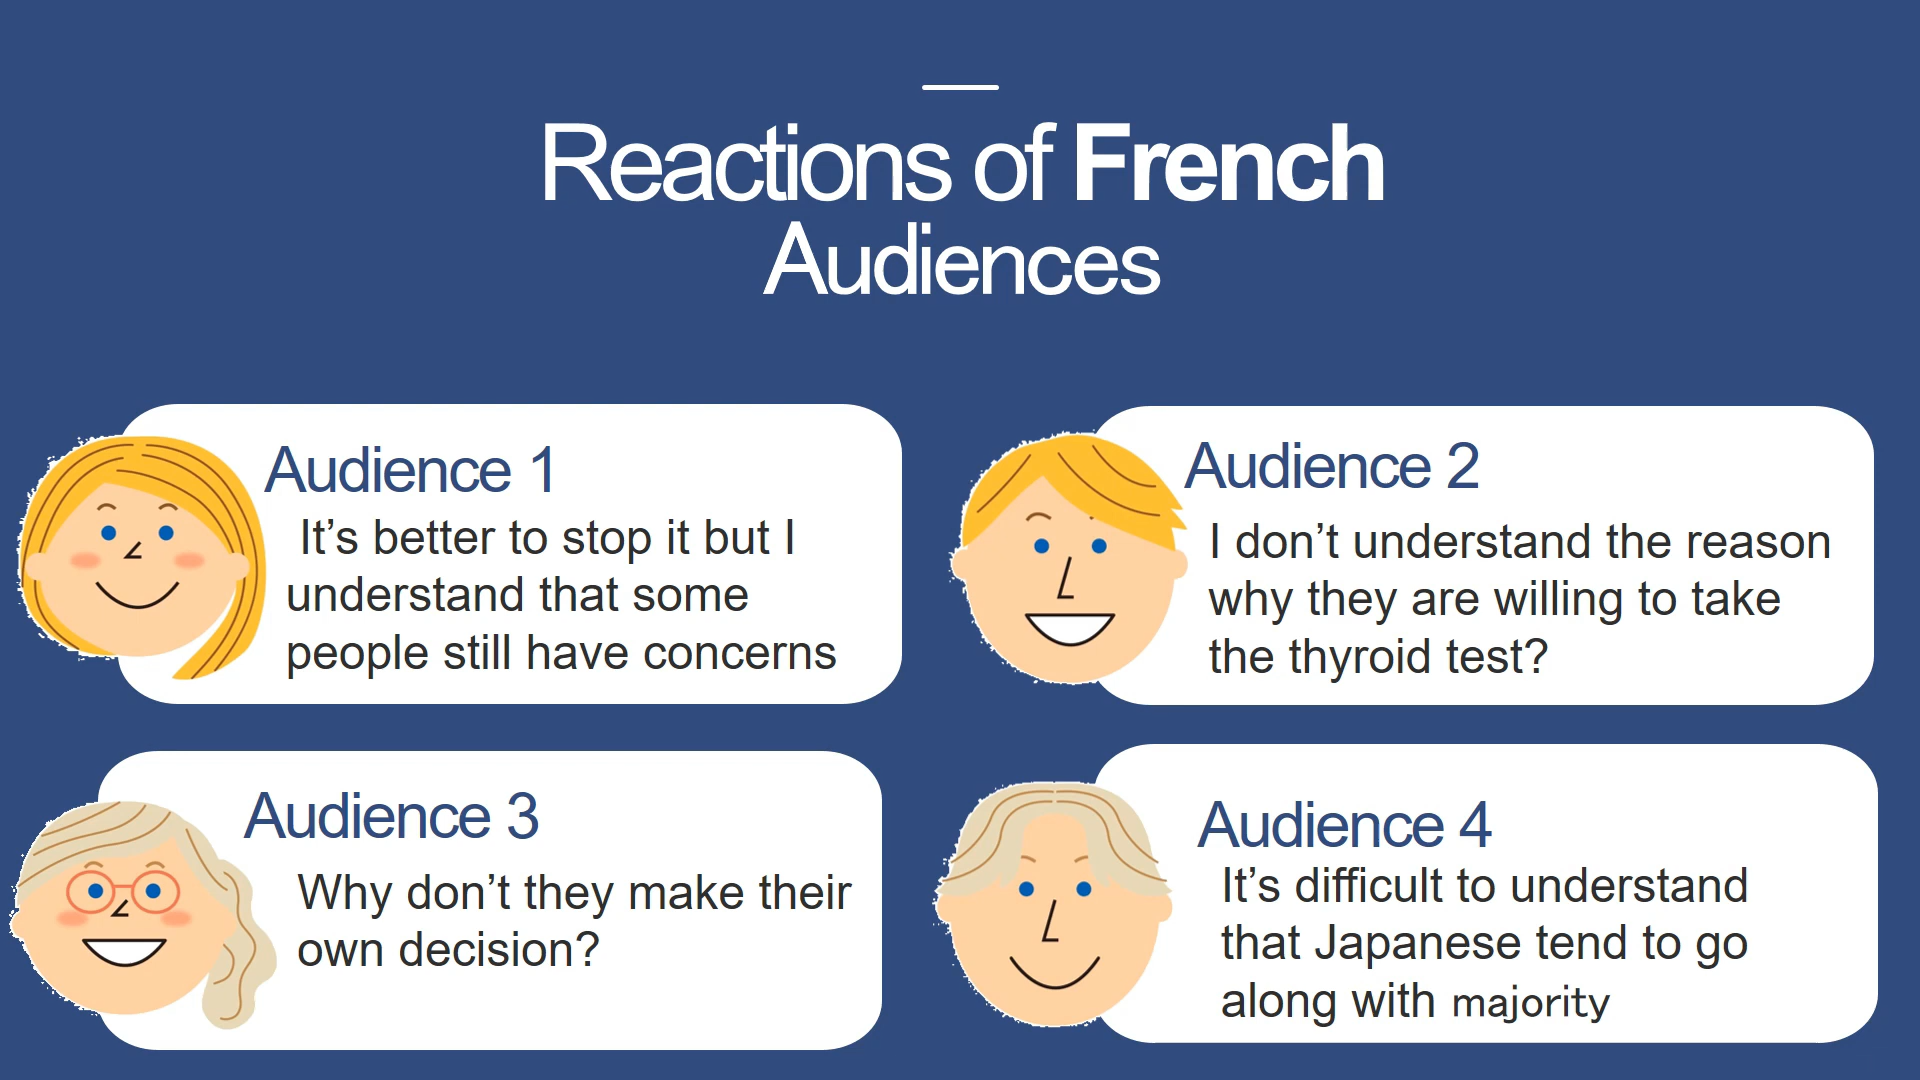 Reactions of French
Audiences
Audience 1
It’s better to stop it but I
understand that some
people still have concerns
Audience 2
I don’t understand the reason
why they are willing to take
the thyroid test?
Audience 3
Why don’t they make their
own decision?
Audience 4
It’s difficult to understand
that Japanese tend to go
along with majority